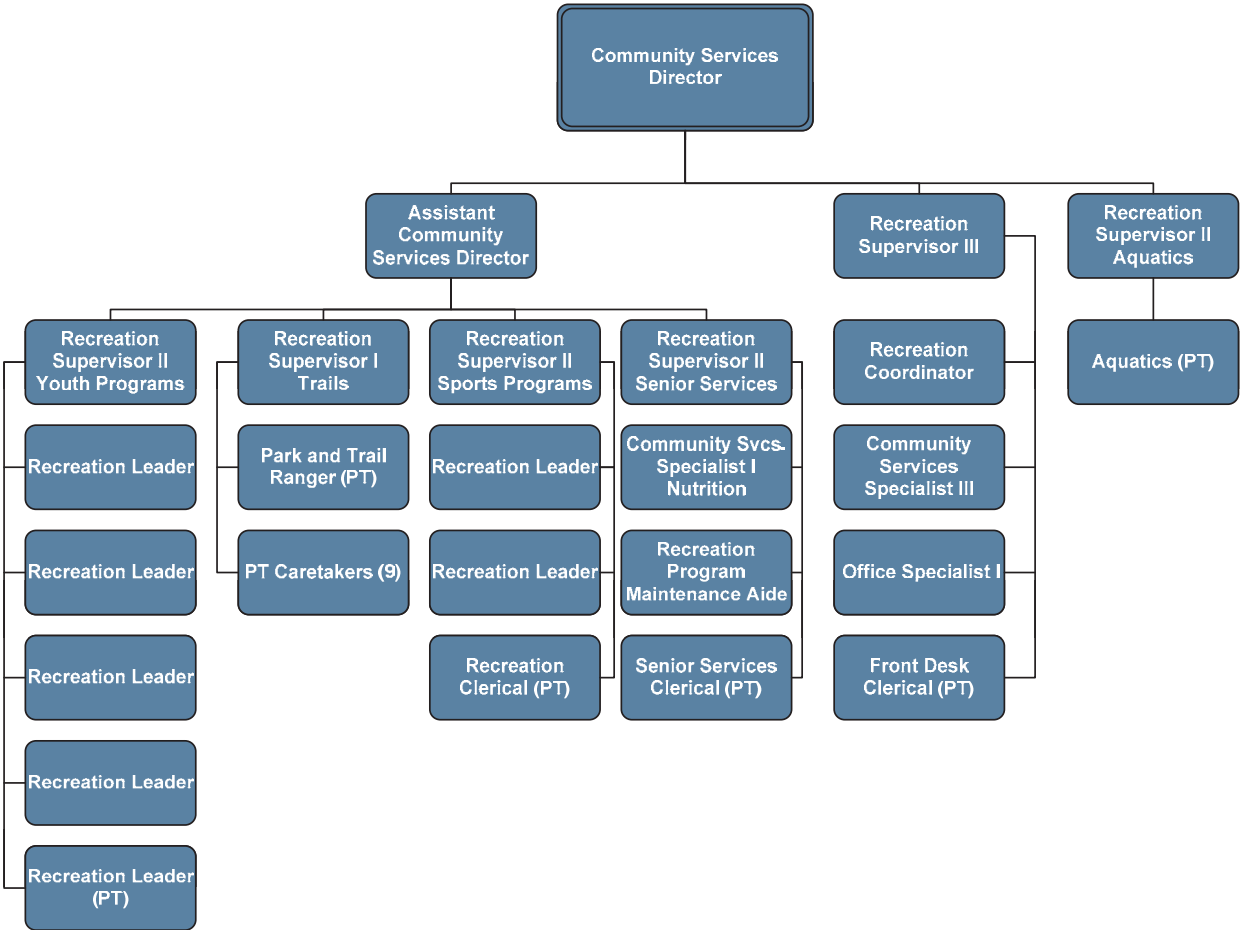 Community Services
Director
Assistant
Community
Services Director
Recreation
Supervisor III
Recreation
Supervisor II
Aquatics
Recreation
Supervisor II
Youth Programs
Recreation
Supervisor I
Trails
Recreation
Supervisor II
Sports Programs
Recreation
Supervisor II
Senior Services
Recreation
Coordinator
Aquatics (PT)
Recreation Leader
Park and Trail
Ranger (PT)
Recreation Leader
Community Svcs-
Specialist I
Nutrition
Community
Services
Specialist III
Recreation Leader
PT Caretakers (9)
Recreation Leader
Recreation
Program
Maintenance Aide
Office Specialist I
Recreation Leader
Recreation
Clerical (PT)
Senior Services
Clerical (PT)
Front Desk
Clerical (PT)
Recreation Leader
Recreation Leader
(PT)